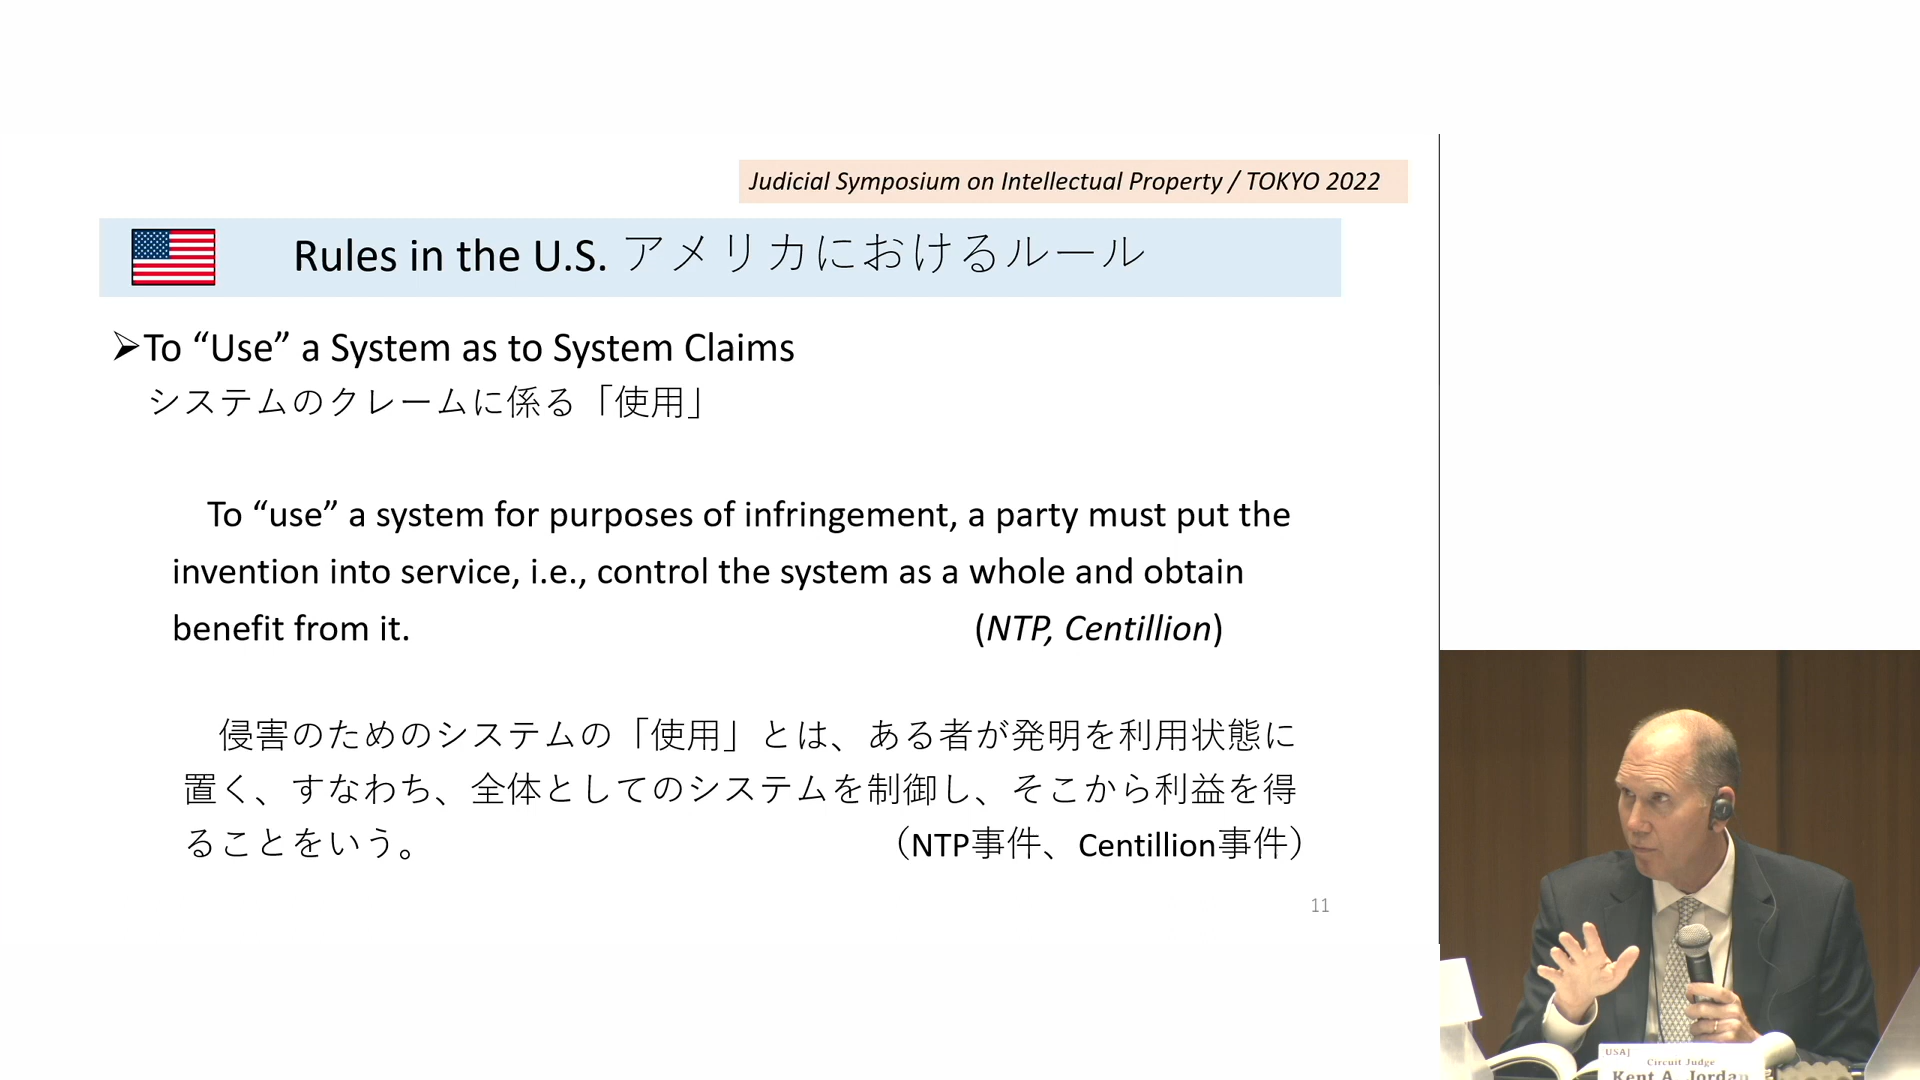 Judicial Symposium on Intellectual Property / TOKYO 2022
Rules in the U.S. アメリカにおけるルール
➢To “Use” a System as to System Claims
システムのクレームに係る「使用」
To “use” a system for purposes of infringement, a party must put the
invention into service, i.e., control the system as a whole and obtain
benefit from it. (NTP, Centillion)
侵害のためのシステムの「使用」とは、ある者が発明を利用状態に
置く、すなわち、全体としてのシステムを制御し、そこから利益を得
ることをいう。 （NTP事件、Centillion事件）
11
USAJ
Circuit Judge
Kent A. Jordan